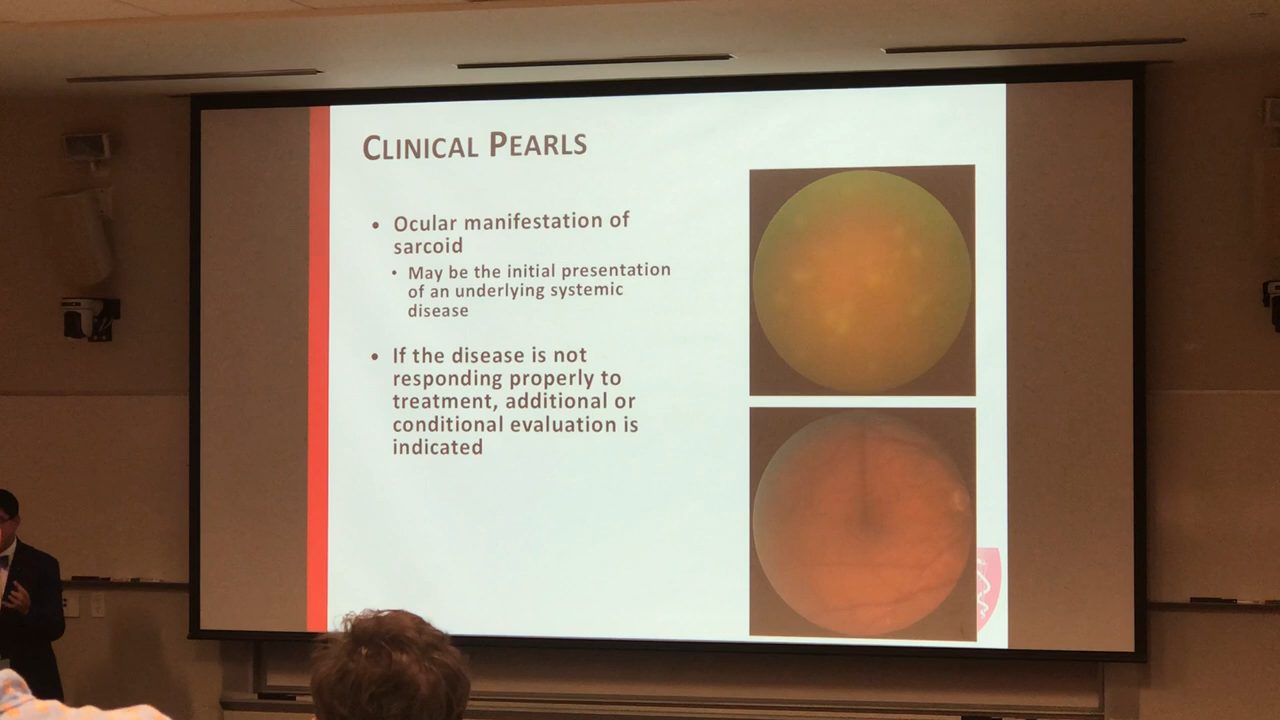 CLINICAL PEARLS
• Ocular manifestation of
sarcoid
• May be the initial presentation
of an underlying systemic
disease
• If the disease is not
responding properly to
treatment, additional or
conditional evaluation is
indicated